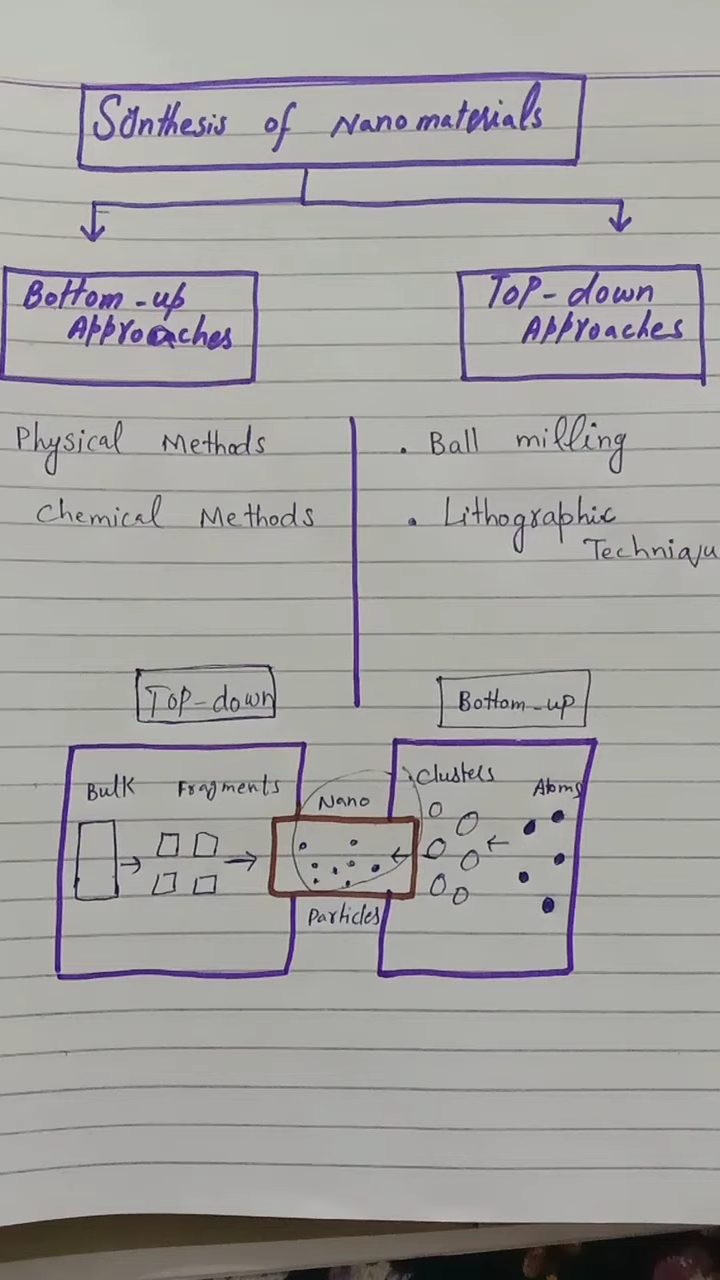 Synthesis of Nanomaterials
Bottom-up
Approaches
Top-down
Approaches
Physical Methods
Chemical Methods
. Ball milling
. Lithographic
Techniqu
Top-down
Bottom-up
Bulk Fragments
Nano
Particles
Clusters
Atoms